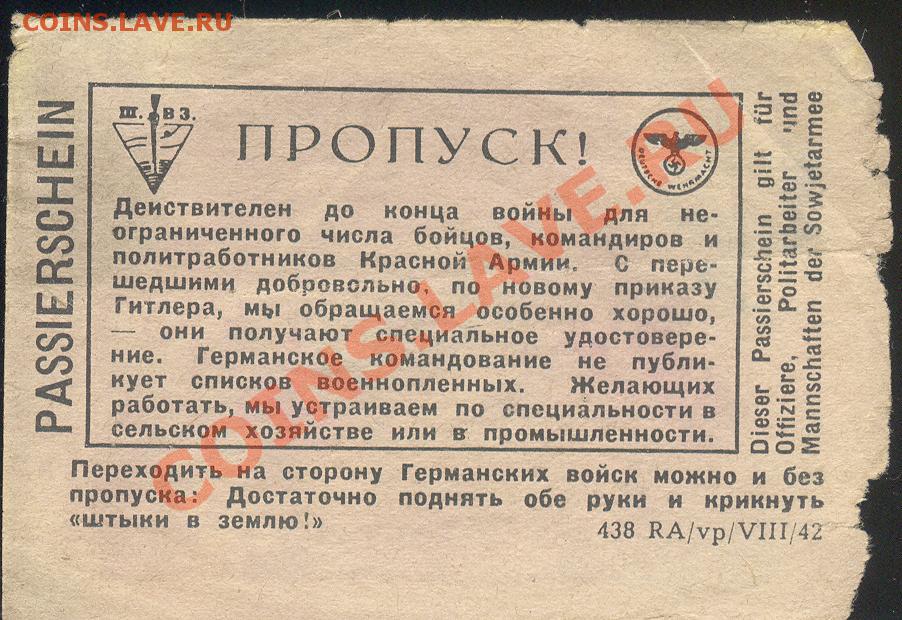 COINS.LAVE.RU
PASSIERSCHEIN
Ш. В З.
ПРОПУСК!
DEUTSCHE WEHRMACHT
Действителен до конца войны для не-
ограниченного числа бойцов, командиров и
политработников Красной Армии. С пере-
шедшими добровольно, по новому приказу
Гитлера, мы обращаемся особенно хорошо,
— они получают специальное удостовере-
ние. Германское командование не публи-
кует списков военнопленных. Желающих
работать, мы устраиваем по специальности в
сельском хозяйстве или в промышленности.
Dieser Passierschein gilt für
Offiziere, Politarbeiter und
Mannschaften der Sowjetarmee
Переходить на сторону Германских войск можно и без
пропуска: Достаточно поднять обе руки и крикнуть
«штыки в землю!»
438 RA/vp/VIII/42
COINS.LAVE.RU